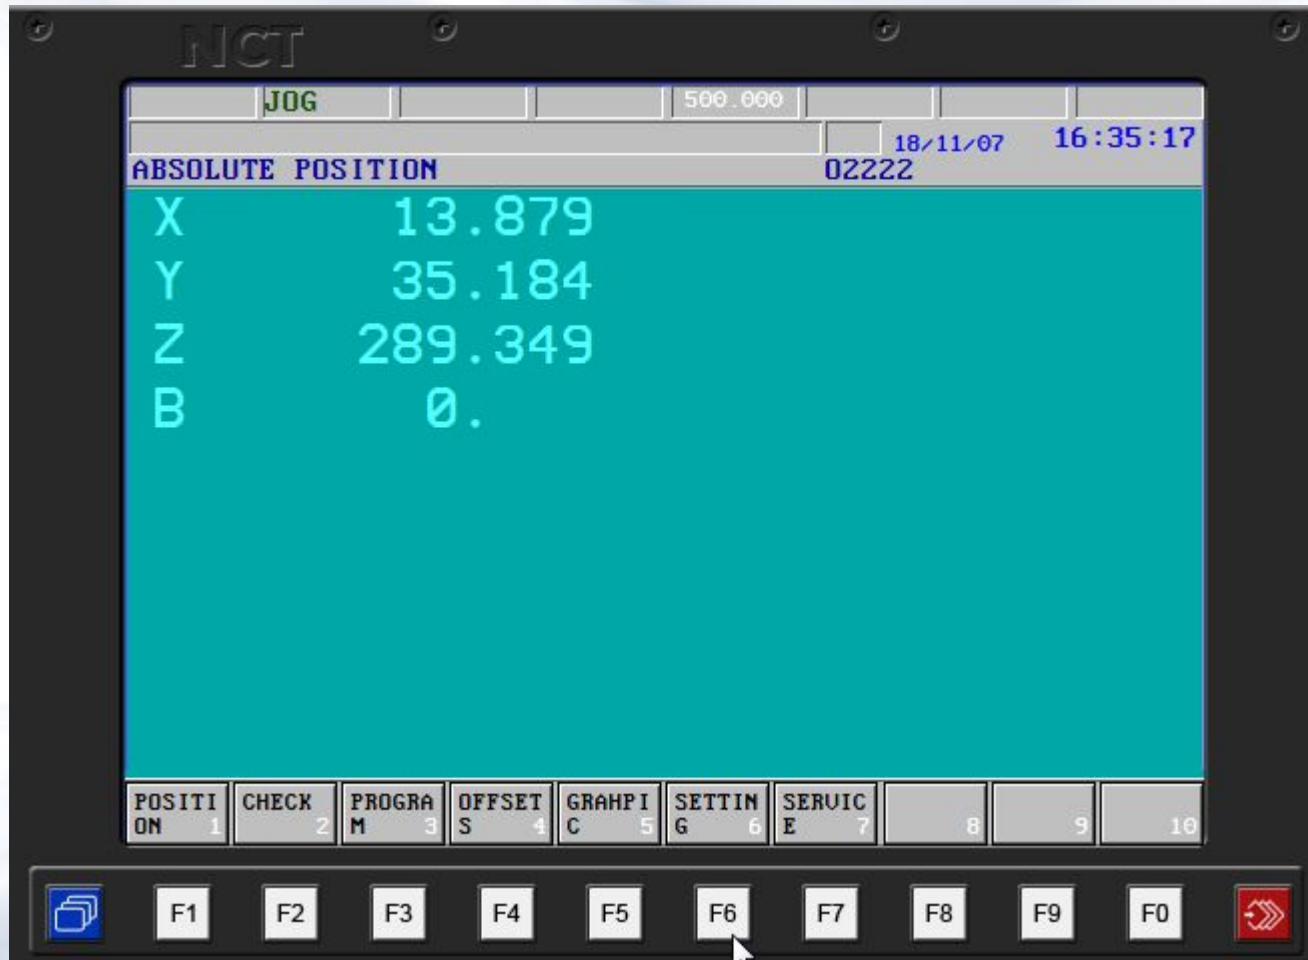 NCT
JOG 500.000
18/11/07 16:35:17
ABSOLUTE POSITION O2222
X 13.879
Y 35.184
Z 289.349
B 0.
POSITI CHECK PROGRA OFFSET GRAHPI SETTIN SERVIC
ON 1 2 M 3 S 4 C 5 G 6 E 7 8 9 10
F1 F2 F3 F4 F5 F6 F7 F8 F9 F0